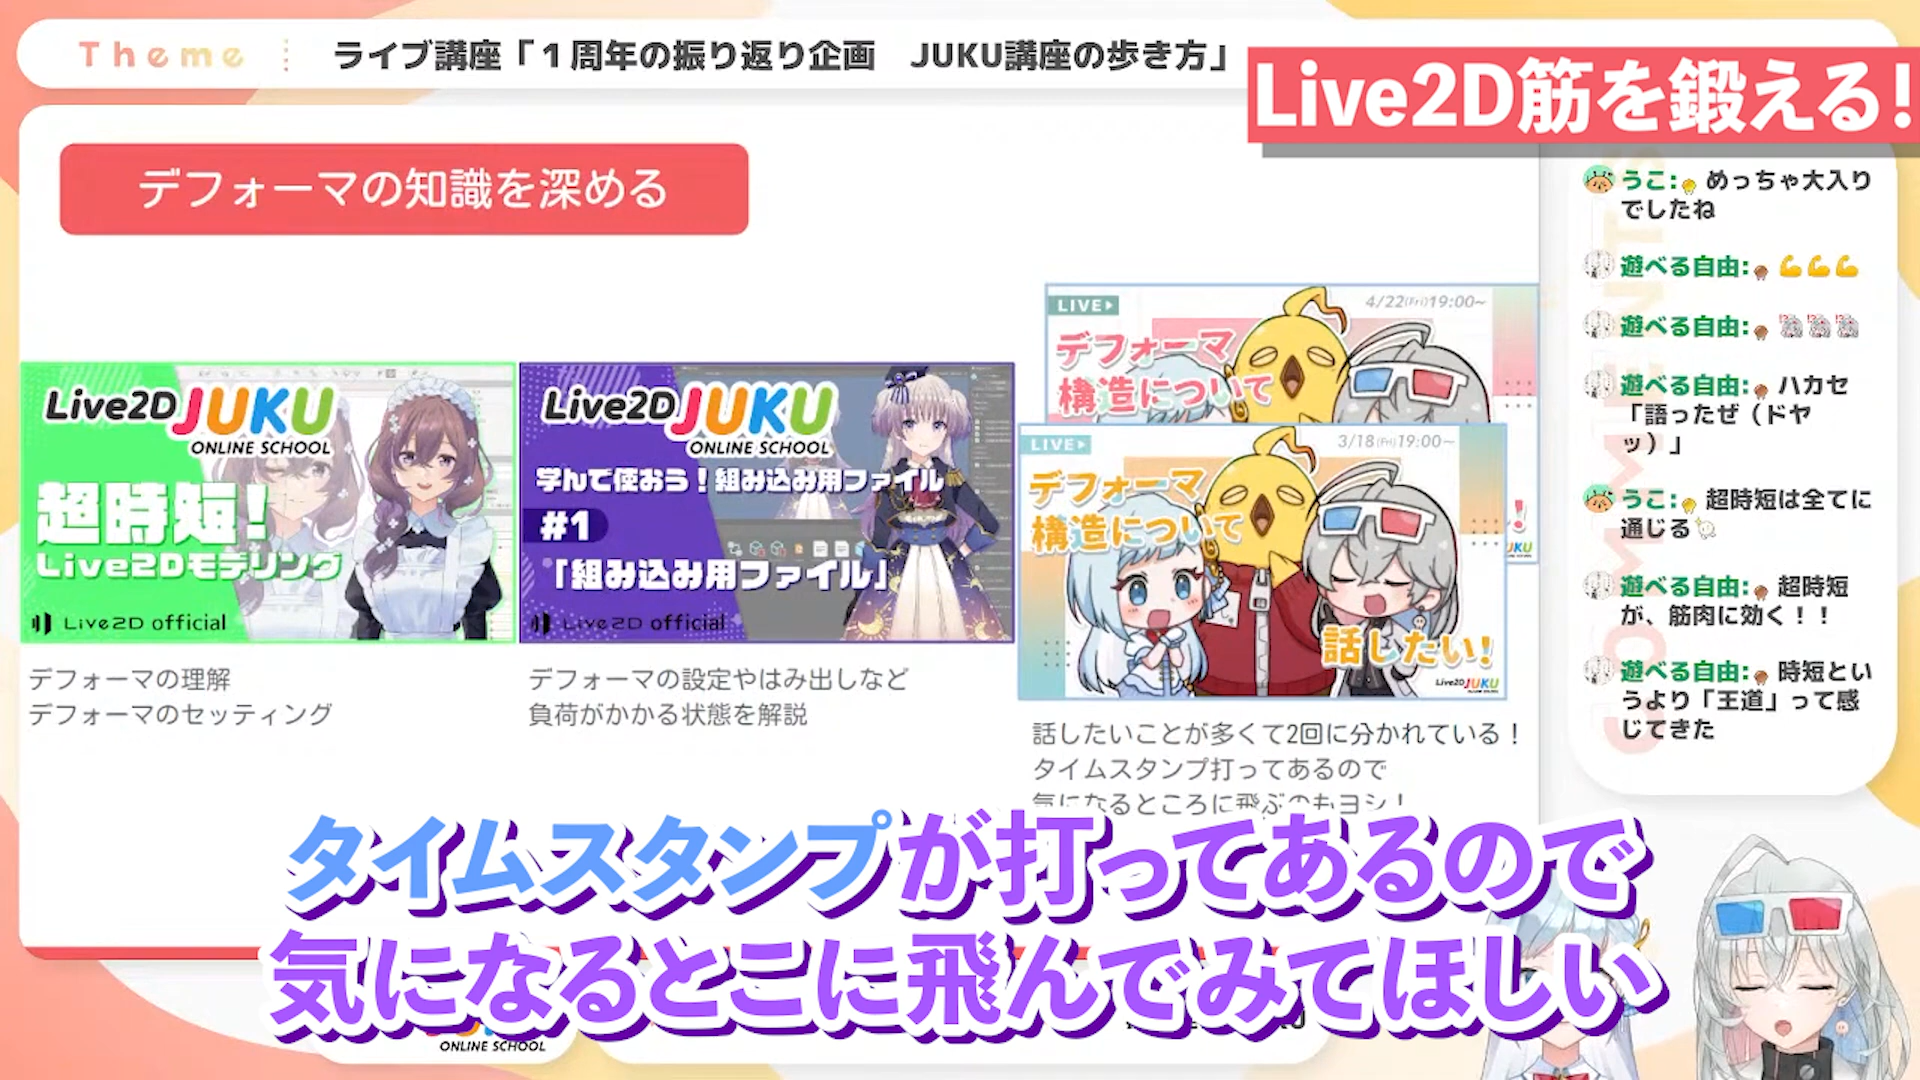 Theme
ライブ講座「１周年の振り返り企画　JUKU講座の歩き方」
Live2D筋を鍛える!
デフォーマの知識を深める
Live2D JUKU
ONLINE SCHOOL
超時短!
Live2Dモデリング
Live2D official
デフォーマの理解
デフォーマのセッティング
Live2D JUKU
ONLINE SCHOOL
学んで使おう！組み込み用ファイル
#1
「組み込み用ファイル」
Live2D official
デフォーマの設定やはみ出しなど
負荷がかかる状態を解説
LIVE
4/22(Fri)19:00~
デフォーマ
構造について
LIVE
3/18(Fri)19:00~
デフォーマ
構造について
話したい!
Live2D JUKU
話したいことが多くて2回に分かれている！
タイムスタンプ打ってあるので
気になるところに飛ぶのもヨシ！
うこ: めっちゃ大入り
でしたね
遊べる自由: 💪💪💪
遊べる自由:
遊べる自由: ハカセ
「語ったぜ（ドヤ
ッ）」
うこ: 超時短は全てに
通じる
遊べる自由: 超時短
が、筋肉に効く！！
遊べる自由: 時短とい
うより「王道」って感
じてきた
COMMENTS
タイムスタンプが打ってあるので
気になるとこに飛んでみてほしい
ONLINE SCHOOL